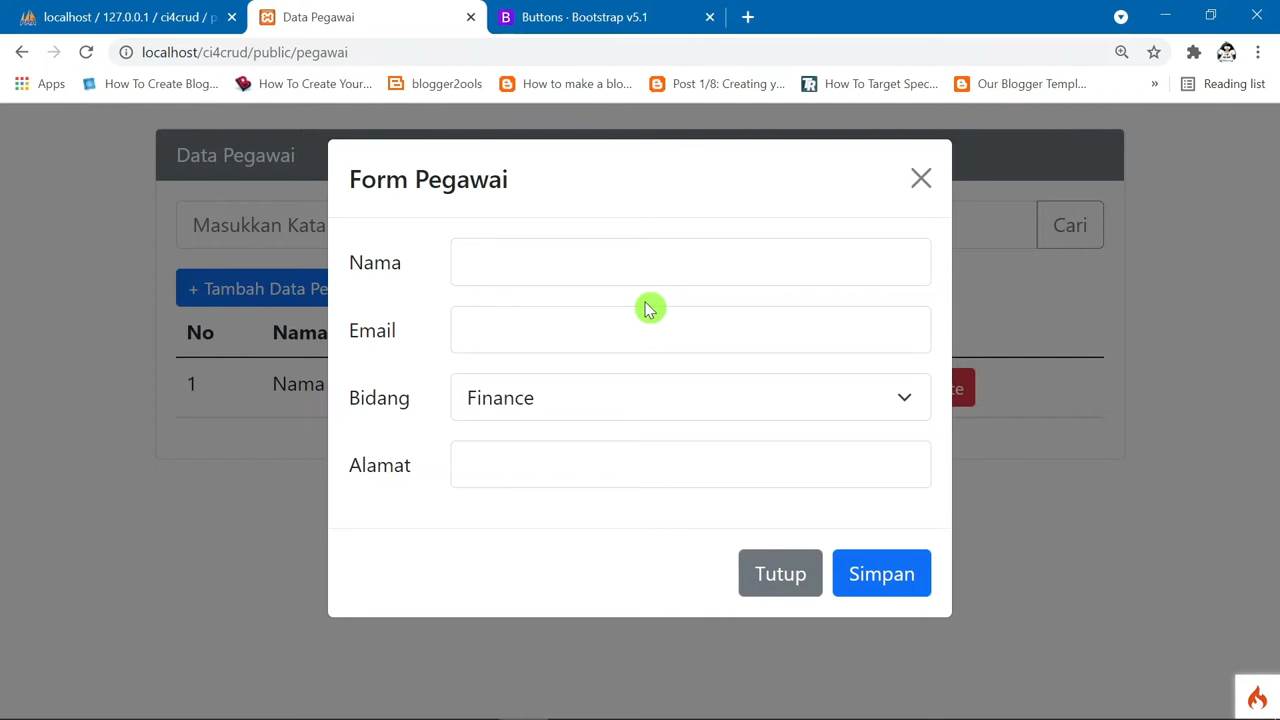 localhost / 127.0.0.1 / ci4crud / p
Data Pegawai
Buttons · Bootstrap v5.1
localhost/ci4crud/public/pegawai
Apps
How To Create Blog...
How To Create Your...
blogger2ools
How to make a blo...
Post 1/8: Creating y...
How To Target Spec...
Our Blogger Templ...
»
Reading list
Data Pegawai
Form Pegawai
Masukkan Kata
Cari
Nama
+ Tambah Data Pe
Email
No
Nama
1
Nama
te
Bidang
Finance
Alamat
Tutup
Simpan